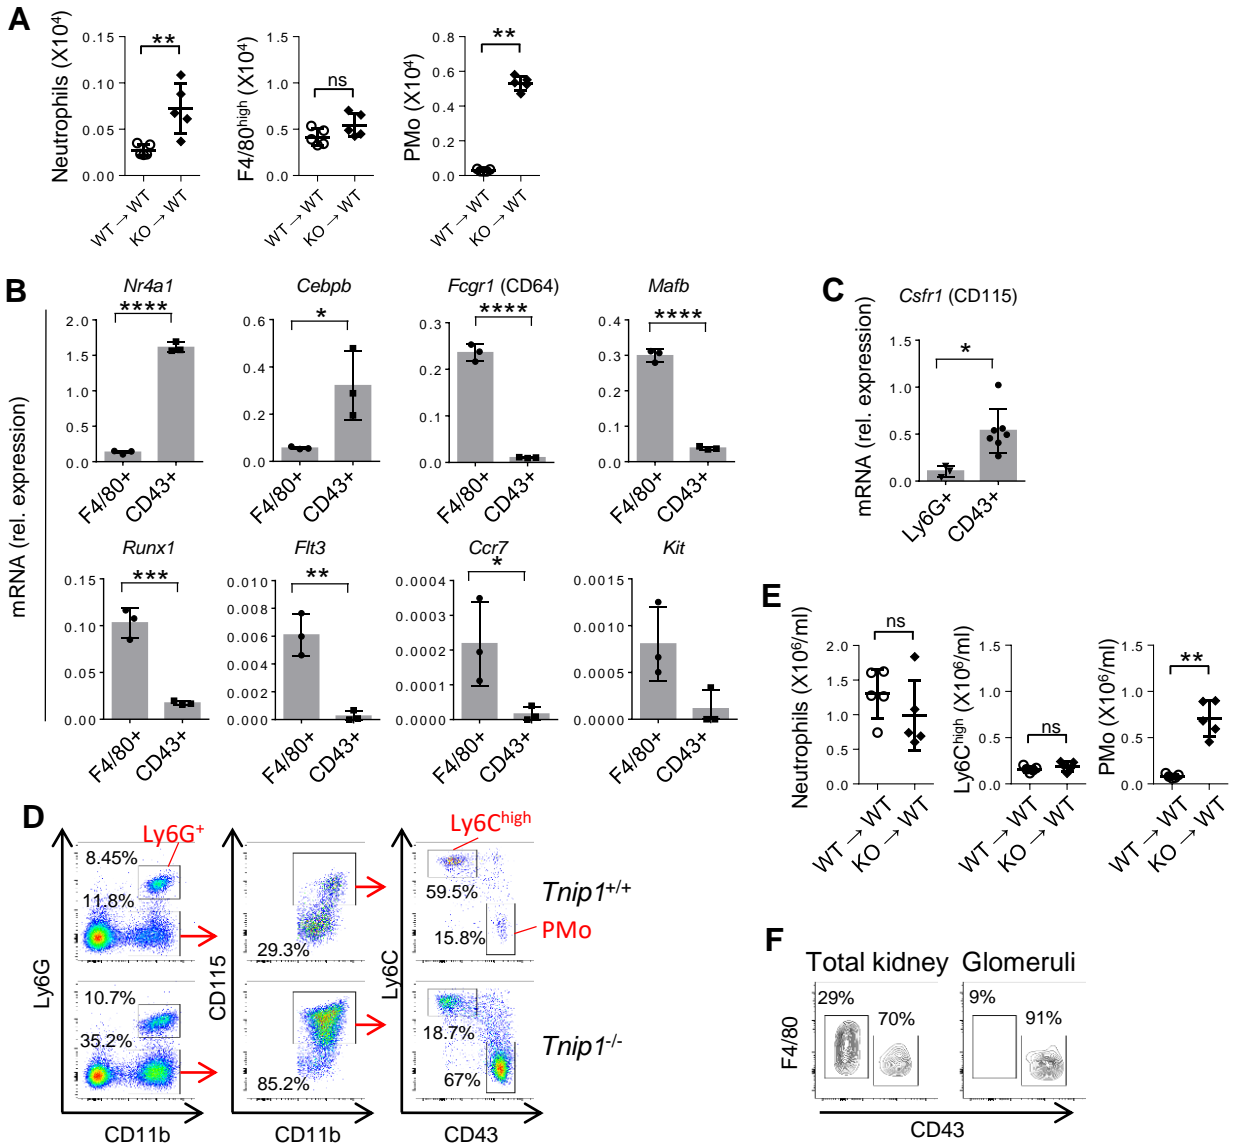 A
Neutrophils (X10⁴)
0.15
0.10
0.05
0.00
**
WT → WT
KO → WT
F4/80ʰⁱᵍʰ (X10⁴)
1.5
1.0
0.5
0.0
ns
WT → WT
KO → WT
PMo (X10⁴)
0.8
0.6
0.4
0.2
0.0
**
WT → WT
KO → WT
B
mRNA (rel. expression)
Nr4a1
****
2.0
1.5
1.0
0.5
0.0
F4/80+
CD43+
Cebpb
*
0.6
0.4
0.2
0.0
F4/80+
CD43+
Fcgr1 (CD64)
****
0.3
0.2
0.1
0.0
F4/80+
CD43+
Mafb
****
0.4
0.3
0.2
0.1
0.0
F4/80+
CD43+
Runx1
***
0.15
0.10
0.05
0.00
F4/80+
CD43+
Flt3
**
0.010
0.008
0.006
0.004
0.002
0.000
F4/80+
CD43+
Ccr7
*
0.0004
0.0003
0.0002
0.0001
0.0000
F4/80+
CD43+
Kit
0.0015
0.0010
0.0005
0.0000
F4/80+
CD43+
C
Csfr1 (CD115)
mRNA (rel. expression)
*
1.5
1.0
0.5
0.0
Ly6G+
CD43+
D
Ly6G
Ly6G⁺
8.45%
11.8%
10.7%
35.2%
CD11b
CD115
29.3%
85.2%
CD11b
Ly6C
Ly6Cʰⁱᵍʰ
59.5%
15.8%
PMo
Tnip1⁺/⁺
18.7%
67%
Tnip1⁻/⁻
CD43
E
Neutrophils (X10⁶/ml)
2.0
1.5
1.0
0.5
0.0
ns
WT → WT
KO → WT
Ly6Cʰⁱᵍʰ (X10⁶/ml)
1.5
1.0
0.5
0.0
ns
WT → WT
KO → WT
PMo (X10⁶/ml)
1.5
1.0
0.5
0.0
**
WT → WT
KO → WT
F
Total kidney
Glomeruli
29%
70%
9%
91%
F4/80
CD43